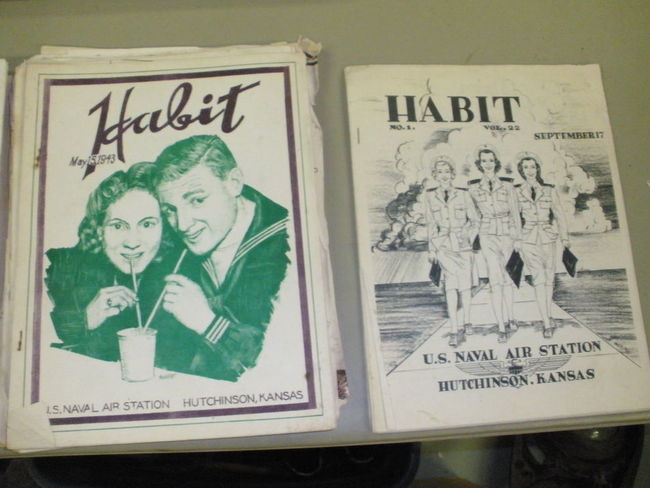 Habit
May 15, 1943
U.S. NAVAL AIR STATION HUTCHINSON, KANSAS
HABIT
NO. 1. VOL. 22
SEPTEMBER 17
U.S. NAVAL AIR STATION
HUTCHINSON, KANSAS